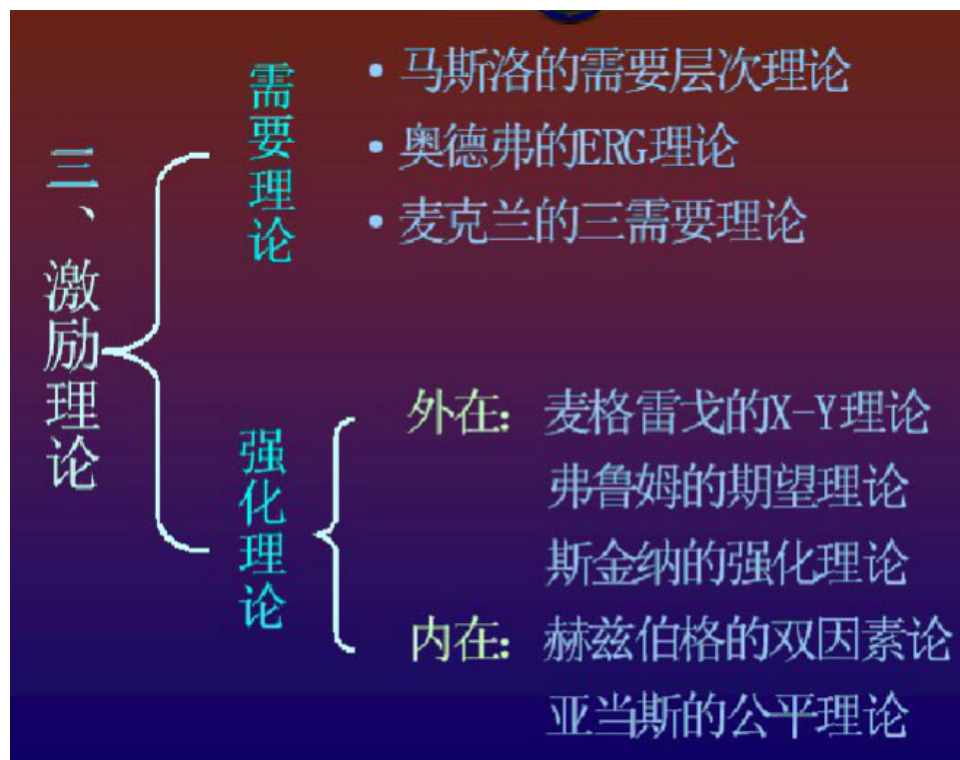 三、激励理论
需要理论
•马斯洛的需要层次理论
•奥德弗的ERG理论
•麦克兰的三需要理论
强化理论
外在：麦格雷戈的X-Y理论
弗鲁姆的期望理论
斯金纳的强化理论
内在：赫兹伯格的双因素论
亚当斯的公平理论